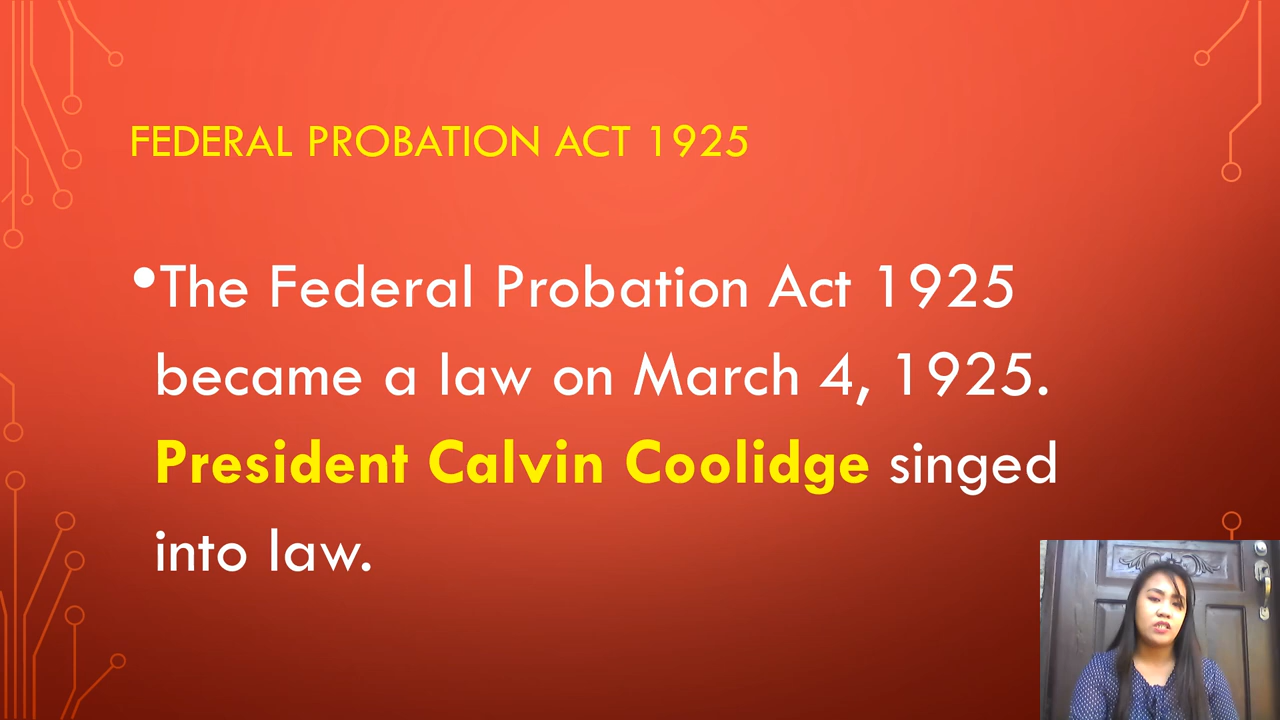 FEDERAL PROBATION ACT 1925
•The Federal Probation Act 1925
became a law on March 4, 1925.
President Calvin Coolidge singed
into law.